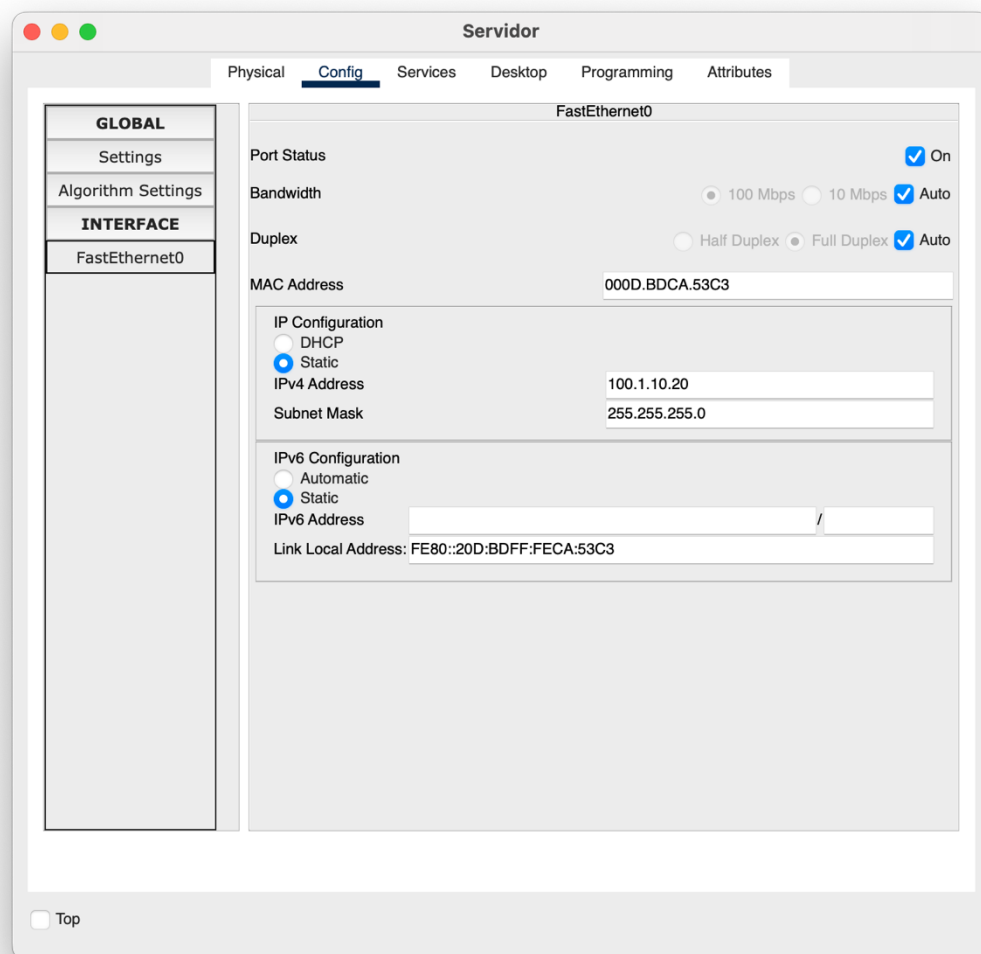 Servidor
Physical Config Services Desktop Programming Attributes
GLOBAL
Settings
Algorithm Settings
INTERFACE
FastEthernet0
FastEthernet0
Port Status On
Bandwidth 100 Mbps 10 Mbps Auto
Duplex Half Duplex Full Duplex Auto
MAC Address 000D.BDCA.53C3
IP Configuration
DHCP
Static
IPv4 Address 100.1.10.20
Subnet Mask 255.255.255.0
IPv6 Configuration
Automatic
Static
IPv6 Address /
Link Local Address: FE80::20D:BDFF:FECA:53C3
Top